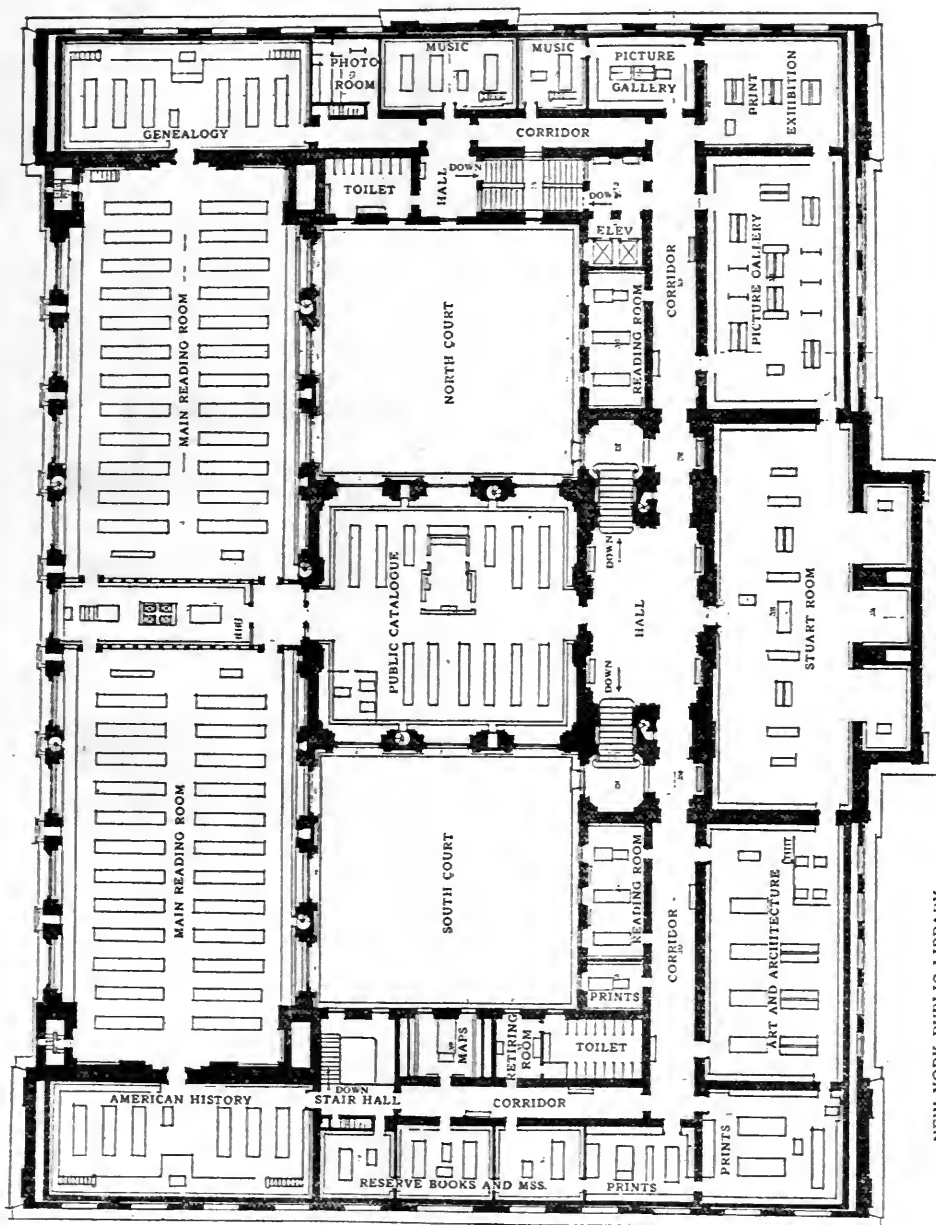 GENEALOGY
PHOTO
ROOM
MUSIC
MUSIC
PICTURE
GALLERY
PRINT
EXHIBITION
CORRIDOR
TOILET
HALL
DOWN
DOWN
ELEV
MAIN READING ROOM
NORTH COURT
READING ROOM
CORRIDOR
PICTURE GALLERY
PUBLIC CATALOGUE
DOWN
HALL
DOWN
STUART ROOM
MAIN READING ROOM
SOUTH COURT
READING ROOM
PRINTS
CORRIDOR
ART AND ARCHITECTURE
MAPS
RETIRING
ROOM
TOILET
AMERICAN HISTORY
DOWN
STAIR HALL
CORRIDOR
RESERVE BOOKS AND MSS.
PRINTS
PRINTS
NEW YORK PUBLIC LIBRARY